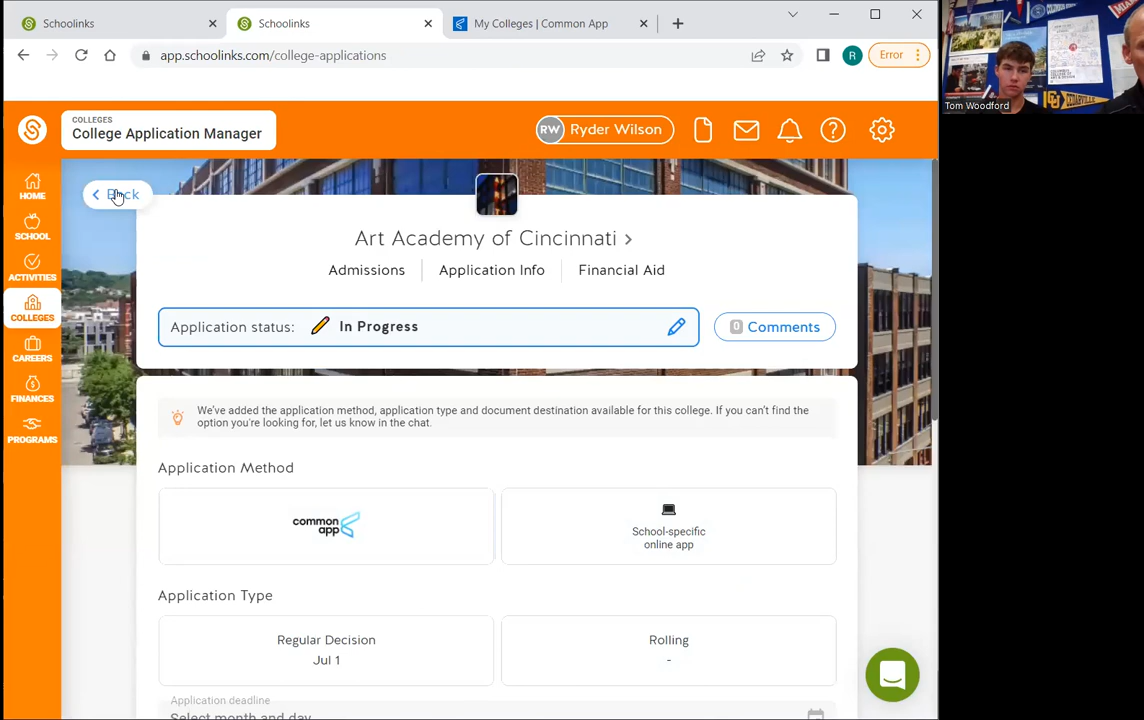 Schoolinks
Schoolinks
My Colleges | Common App
app.schoolinks.com/college-applications
R
Error
Tom Woodford
COLLEGES
College Application Manager
RW Ryder Wilson
HOME
SCHOOL
ACTIVITIES
COLLEGES
CAREERS
FINANCES
PROGRAMS
Back
Art Academy of Cincinnati
Admissions
Application Info
Financial Aid
Application status: In Progress
0 Comments
We've added the application method, application type and document destination available for this college. If you can't find the
option you're looking for, let us know in the chat.
Application Method
common
app
School-specific
online app
Application Type
Regular Decision
Jul 1
Rolling
-
Application deadline
Select month and day